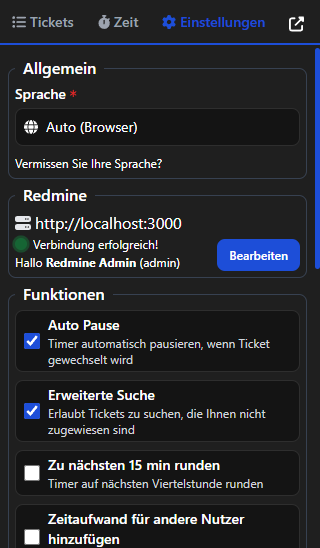 Tickets Zeit Einstellungen
Allgemein
Sprache *
Auto (Browser)
Vermissen Sie Ihre Sprache?
Redmine
http://localhost:3000
Verbindung erfolgreich!
Hallo Redmine Admin (admin)
Bearbeiten
Funktionen
Auto Pause
Timer automatisch pausieren, wenn Ticket
gewechselt wird
Erweiterte Suche
Erlaubt Tickets zu suchen, die Ihnen nicht
zugewiesen sind
Zu nächsten 15 min runden
Timer auf nächsten Viertelstunde runden
Zeitaufwand für andere Nutzer
hinzufügen